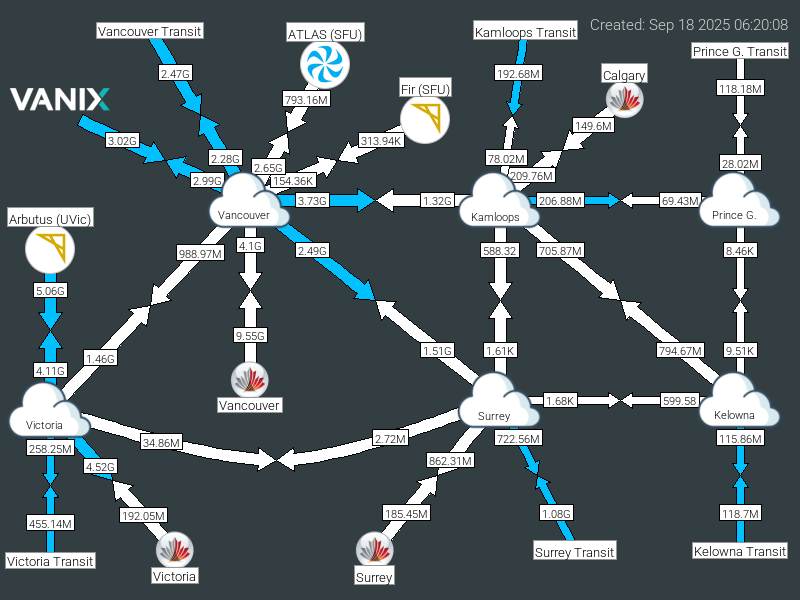 Created: Sep 18 2025 06:20:08
Vancouver Transit
ATLAS (SFU)
Kamloops Transit
Prince G. Transit
2.47G
192.68M
Calgary
118.18M
VANIX
793.16M
Fir (SFU)
3.02G
313.94K
149.6M
2.28G
2.65G
78.02M
28.02M
2.99G
154.36K
209.76M
Arbutus (UVic)
Vancouver
3.73G
1.32G
Kamloops
206.88M
69.43M
Prince G.
988.97M
4.1G
2.49G
588.32
705.87M
8.46K
5.06G
4.11G
1.46G
9.55G
1.51G
1.61K
794.67M
9.51K
Vancouver
Victoria
Surrey
1.68K
599.58
Kelowna
258.25M
34.86M
2.72M
722.56M
115.86M
4.52G
862.31M
455.14M
192.05M
185.45M
1.08G
118.7M
Victoria Transit
Victoria
Surrey
Surrey Transit
Kelowna Transit